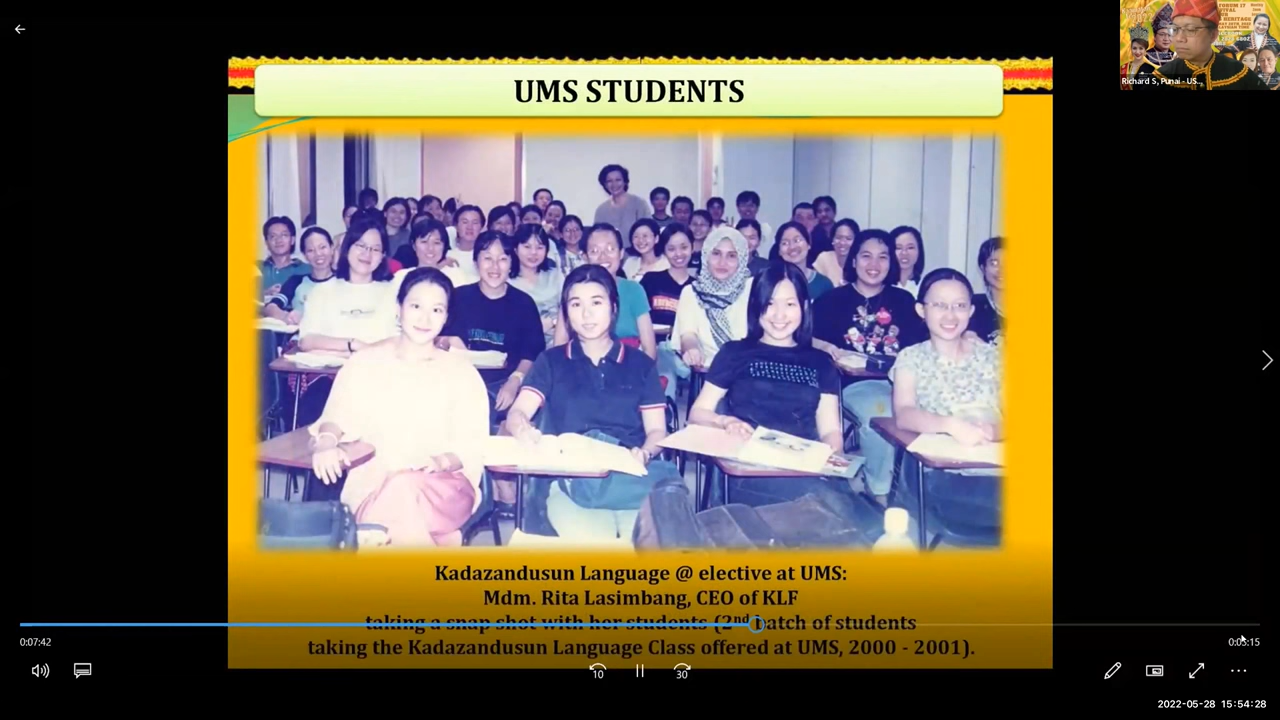 UMS STUDENTS
Richard S, Punai - US...
Kadazandusun Language @ elective at UMS:
Mdm. Rita Lasimbang, CEO of KLF
taking a snap shot with her students (2nd batch of students
taking the Kadazandusun Language Class offered at UMS, 2000 - 2001).
0:07:42
0:05:15
10
30
2022-05-28 15:54:28